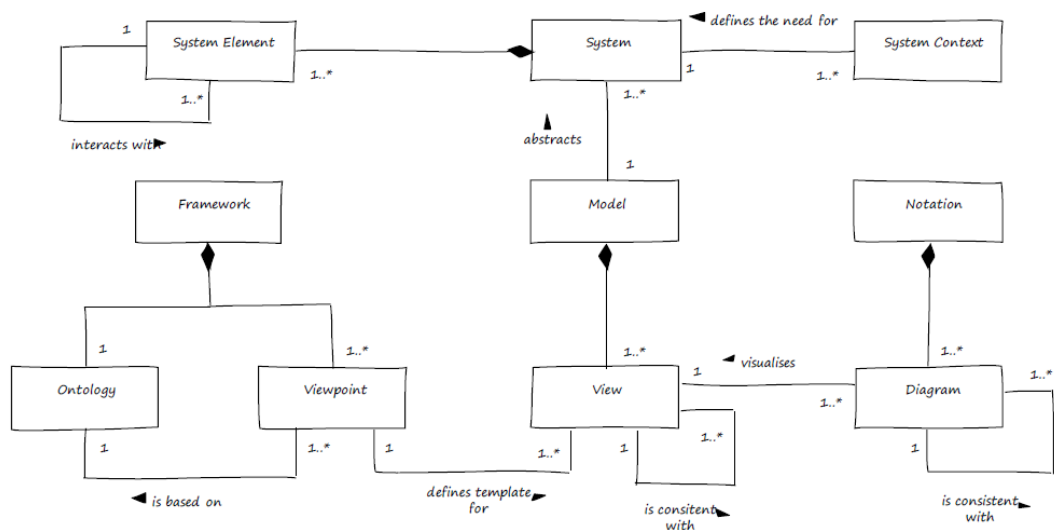 defines the need for
1
System Element
System
System Context
1..*
1
1..*
1..*
1..*
abstracts
interacts with
1
Framework
Model
Notation
1
1..*
1..*
visualises
1..*
1
1..*
Ontology
Viewpoint
View
Diagram
1..*
1
1..*
1
1..*
1
1..*
1
is based on
defines template
for
is consitent
with
is consistent
with